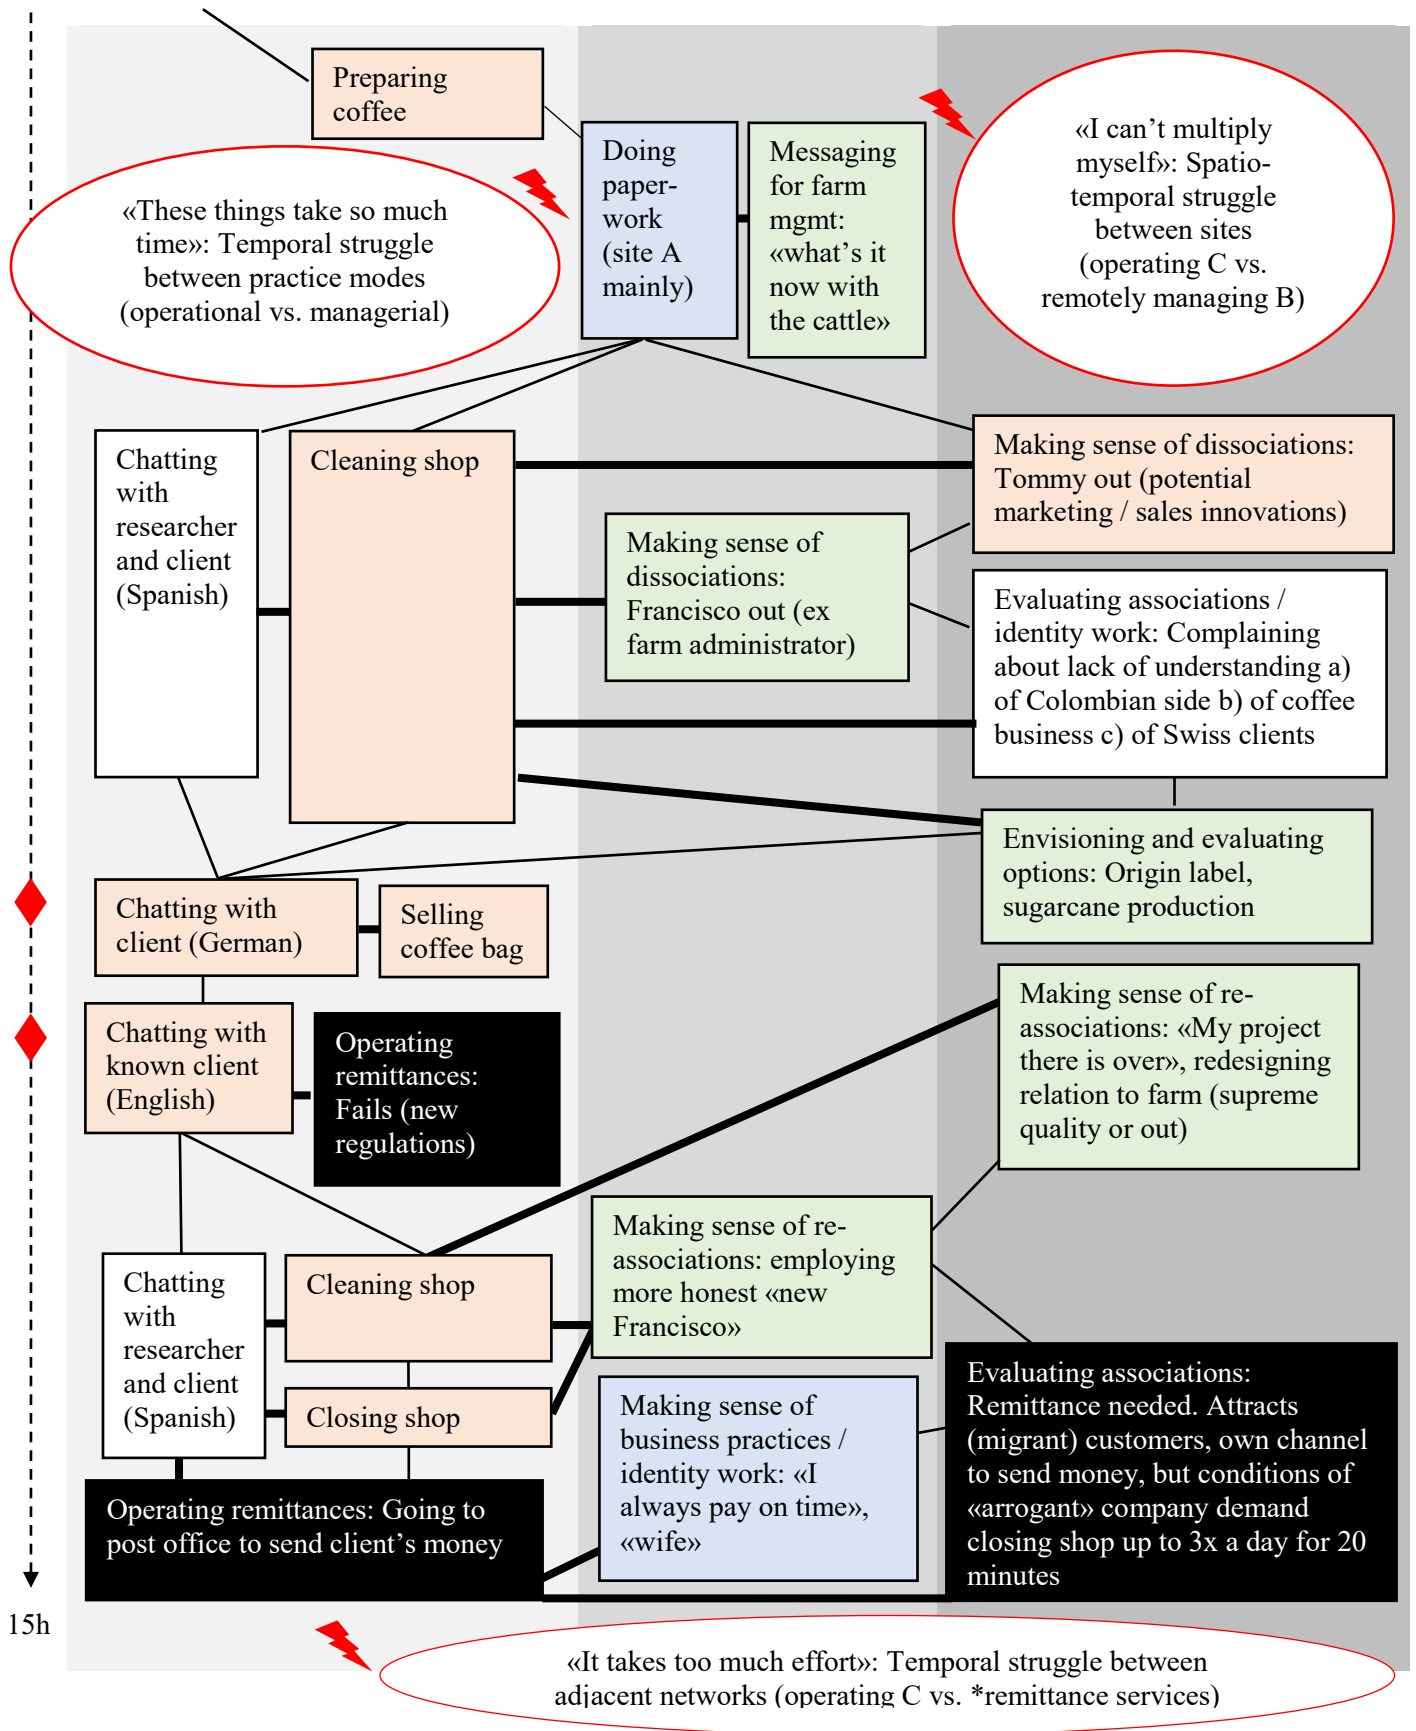 Preparing
coffee
«These things take so much
time»: Temporal struggle
between practice modes
(operational vs. managerial)
Doing
paper-
work
(site A
mainly)
Messaging
for farm
mgmt:
«what’s it
now with
the cattle»
«I can’t multiply
myself»: Spatio-
temporal struggle
between sites
(operating C vs.
remotely managing B)
Chatting
with
researcher
and client
(Spanish)
Cleaning shop
Making sense of dissociations:
Tommy out (potential
marketing / sales innovations)
Making sense of
dissociations:
Francisco out (ex
farm administrator)
Evaluating associations /
identity work: Complaining
about lack of understanding a)
of Colombian side b) of coffee
business c) of Swiss clients
Envisioning and evaluating
options: Origin label,
sugarcane production
Chatting with
client (German)
Selling
coffee bag
Chatting with
known client
(English)
Operating
remittances:
Fails (new
regulations)
Making sense of re-
associations: «My project
there is over», redesigning
relation to farm (supreme
quality or out)
Making sense of re-
associations: employing
more honest «new
Francisco»
Chatting
with
researcher
and client
(Spanish)
Cleaning shop
Closing shop
Making sense of
business practices /
identity work: «I
always pay on time»,
«wife»
Evaluating associations:
Remittance needed. Attracts
(migrant) customers, own channel
to send money, but conditions of
«arrogant» company demand
closing shop up to 3x a day for 20
minutes
Operating remittances: Going to
post office to send client’s money
15h
«It takes too much effort»: Temporal struggle between
adjacent networks (operating C vs. *remittance services)